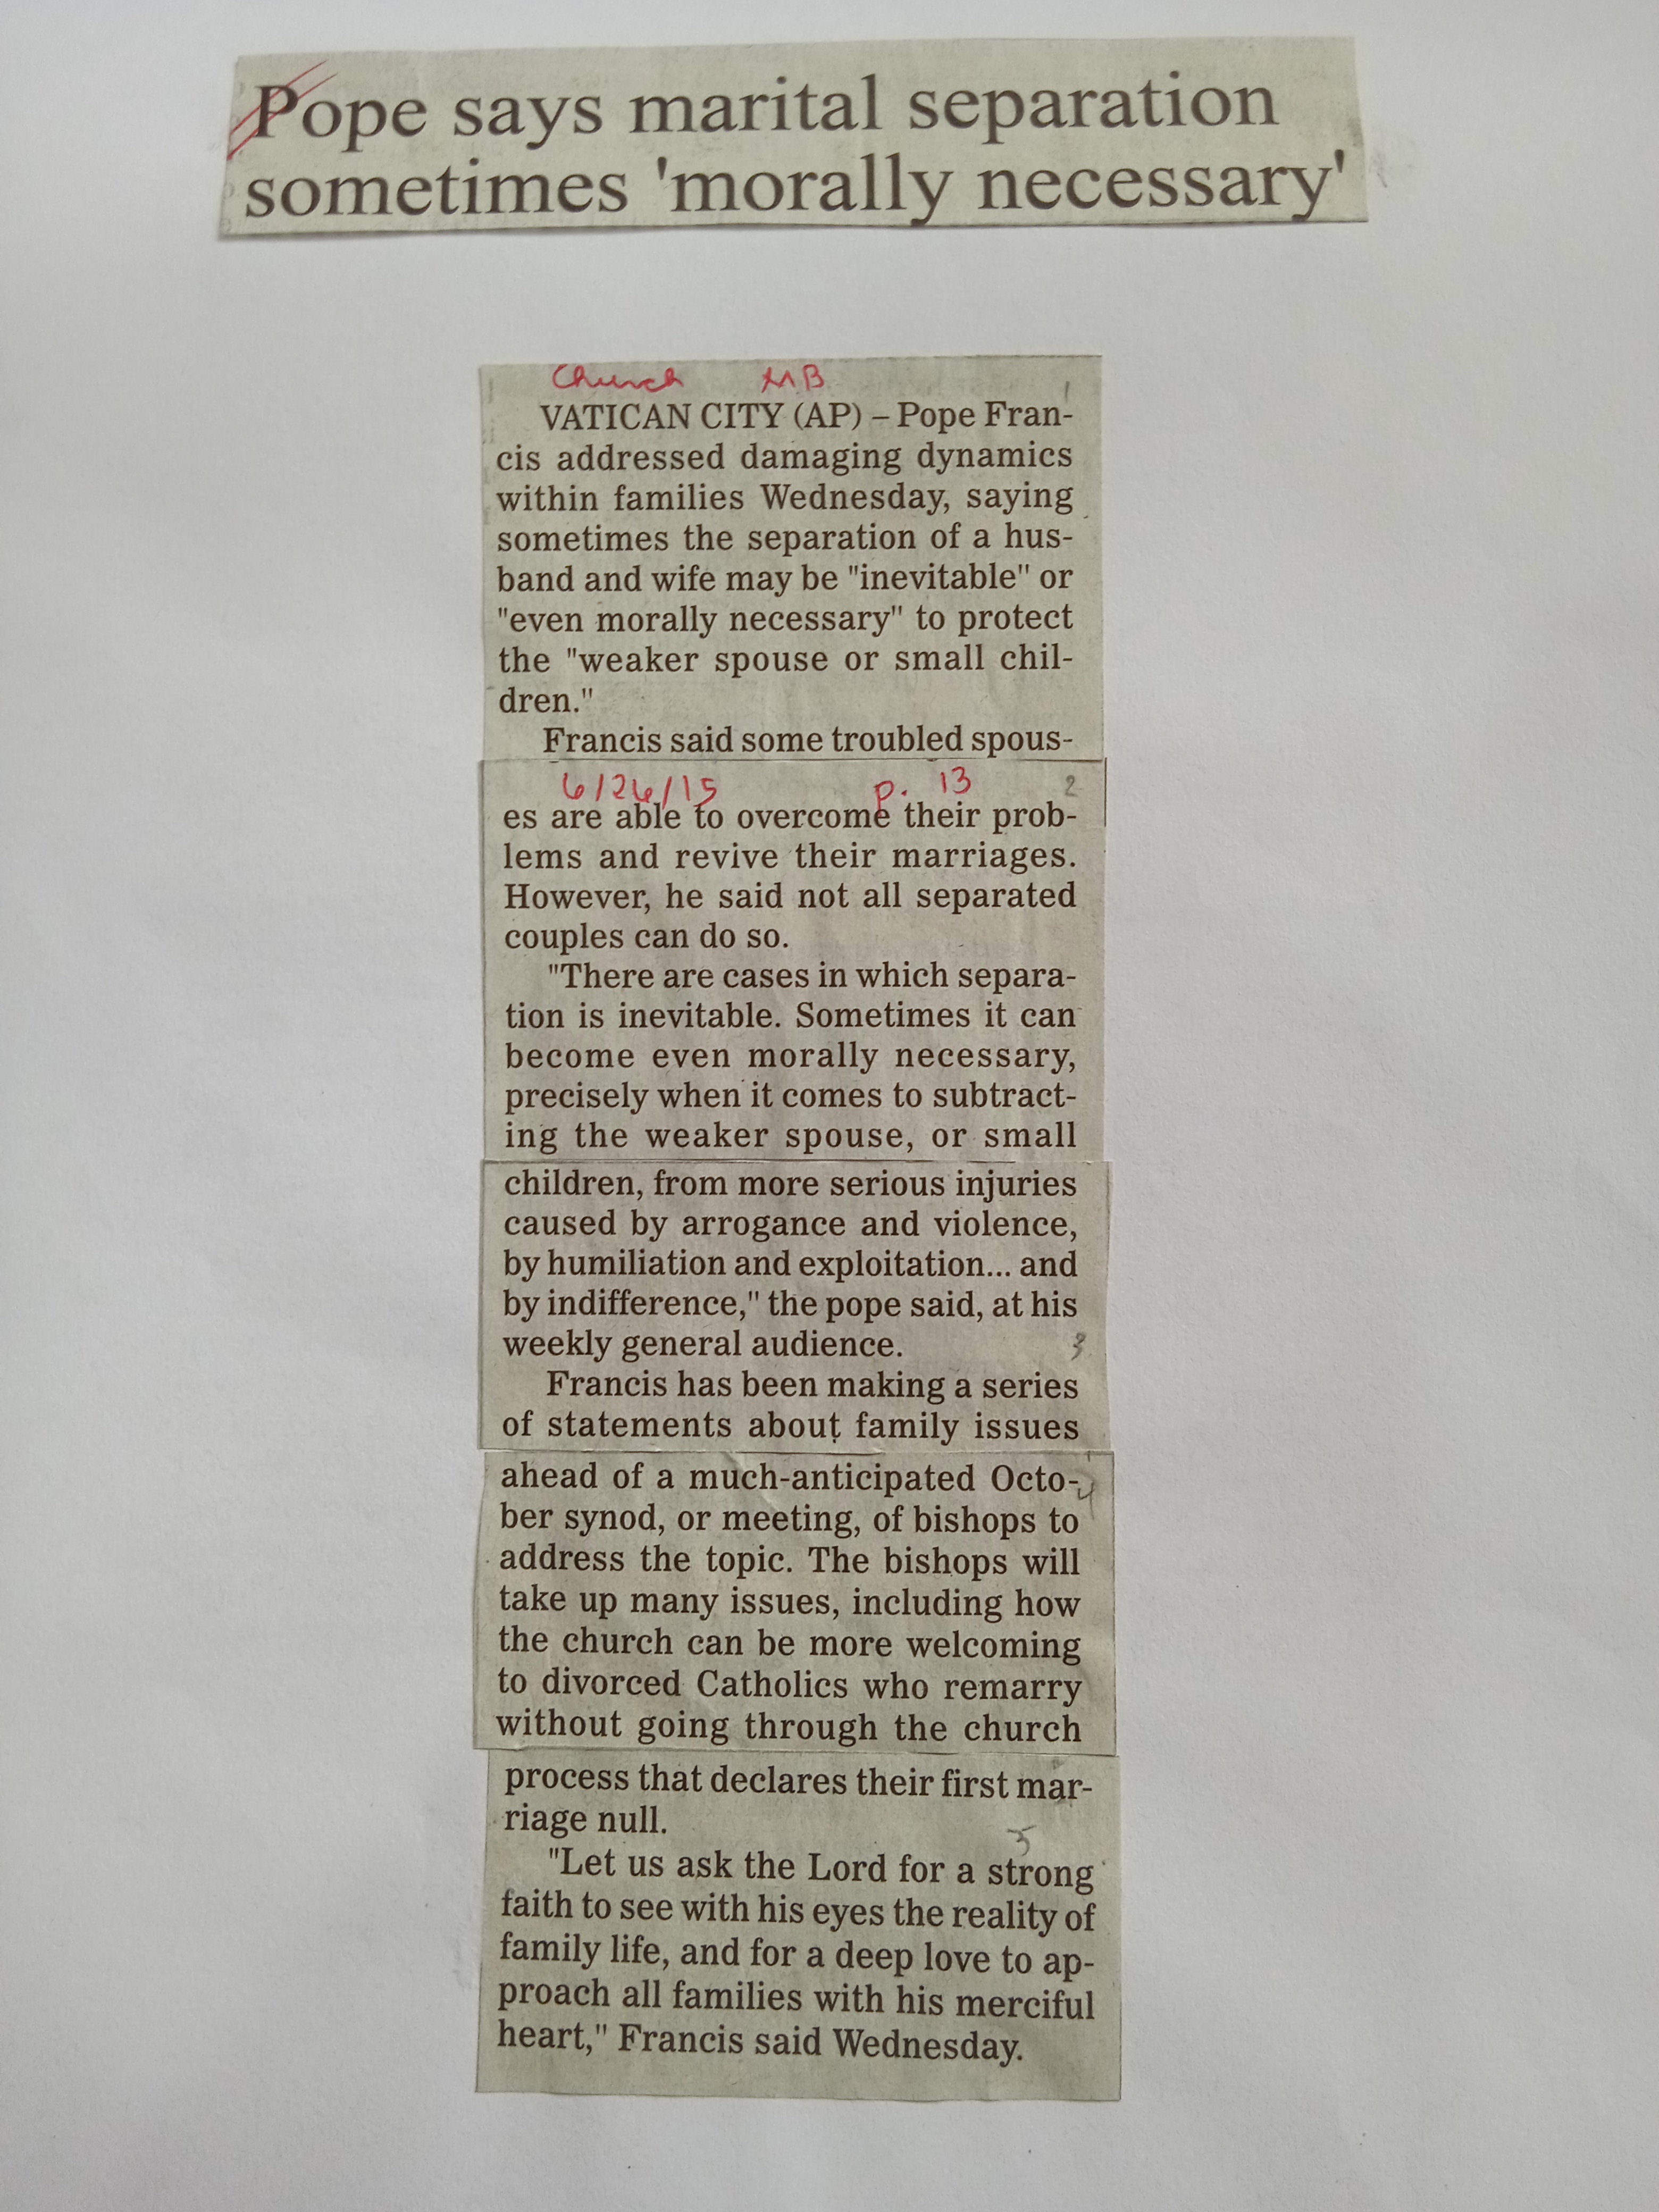 Pope says marital separation
sometimes 'morally necessary'
Church MB
1
VATICAN CITY (AP) – Pope Fran-
cis addressed damaging dynamics
within families Wednesday, saying
sometimes the separation of a hus-
band and wife may be "inevitable" or
"even morally necessary" to protect
the "weaker spouse or small chil-
dren."
Francis said some troubled spous-
6/26/15 p. 13 2
es are able to overcome their prob-
lems and revive their marriages.
However, he said not all separated
couples can do so.
"There are cases in which separa-
tion is inevitable. Sometimes it can
become even morally necessary,
precisely when it comes to subtract-
ing the weaker spouse, or small
children, from more serious injuries
caused by arrogance and violence,
by humiliation and exploitation... and
by indifference," the pope said, at his
weekly general audience. 3
Francis has been making a series
of statements about family issues
ahead of a much-anticipated Octo- 4
ber synod, or meeting, of bishops to
address the topic. The bishops will
take up many issues, including how
the church can be more welcoming
to divorced Catholics who remarry
without going through the church
process that declares their first mar-
riage null.
5
"Let us ask the Lord for a strong
faith to see with his eyes the reality of
family life, and for a deep love to ap-
proach all families with his merciful
heart," Francis said Wednesday.